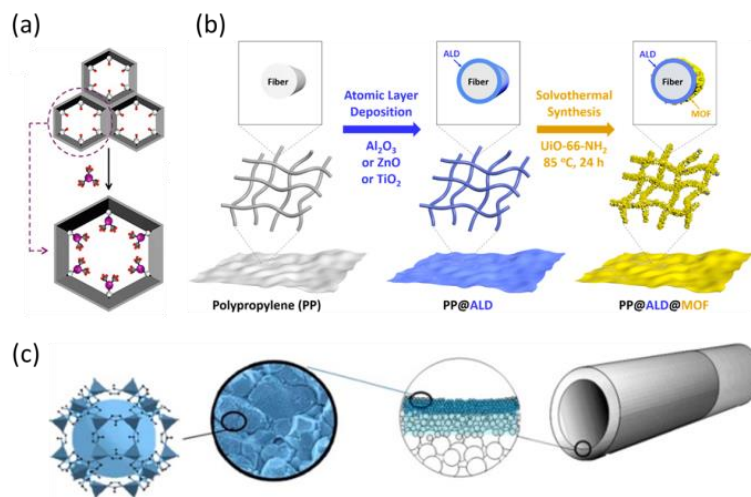 (a)
(b)
Fiber
Atomic Layer
Deposition
Al₂O₃
or ZnO
or TiO₂
ALD
Fiber
Solvothermal
Synthesis
UiO-66-NH₂
85 °C, 24 h
ALD
Fiber
MOF
Polypropylene (PP)
PP@ALD
PP@ALD@MOF
(c)